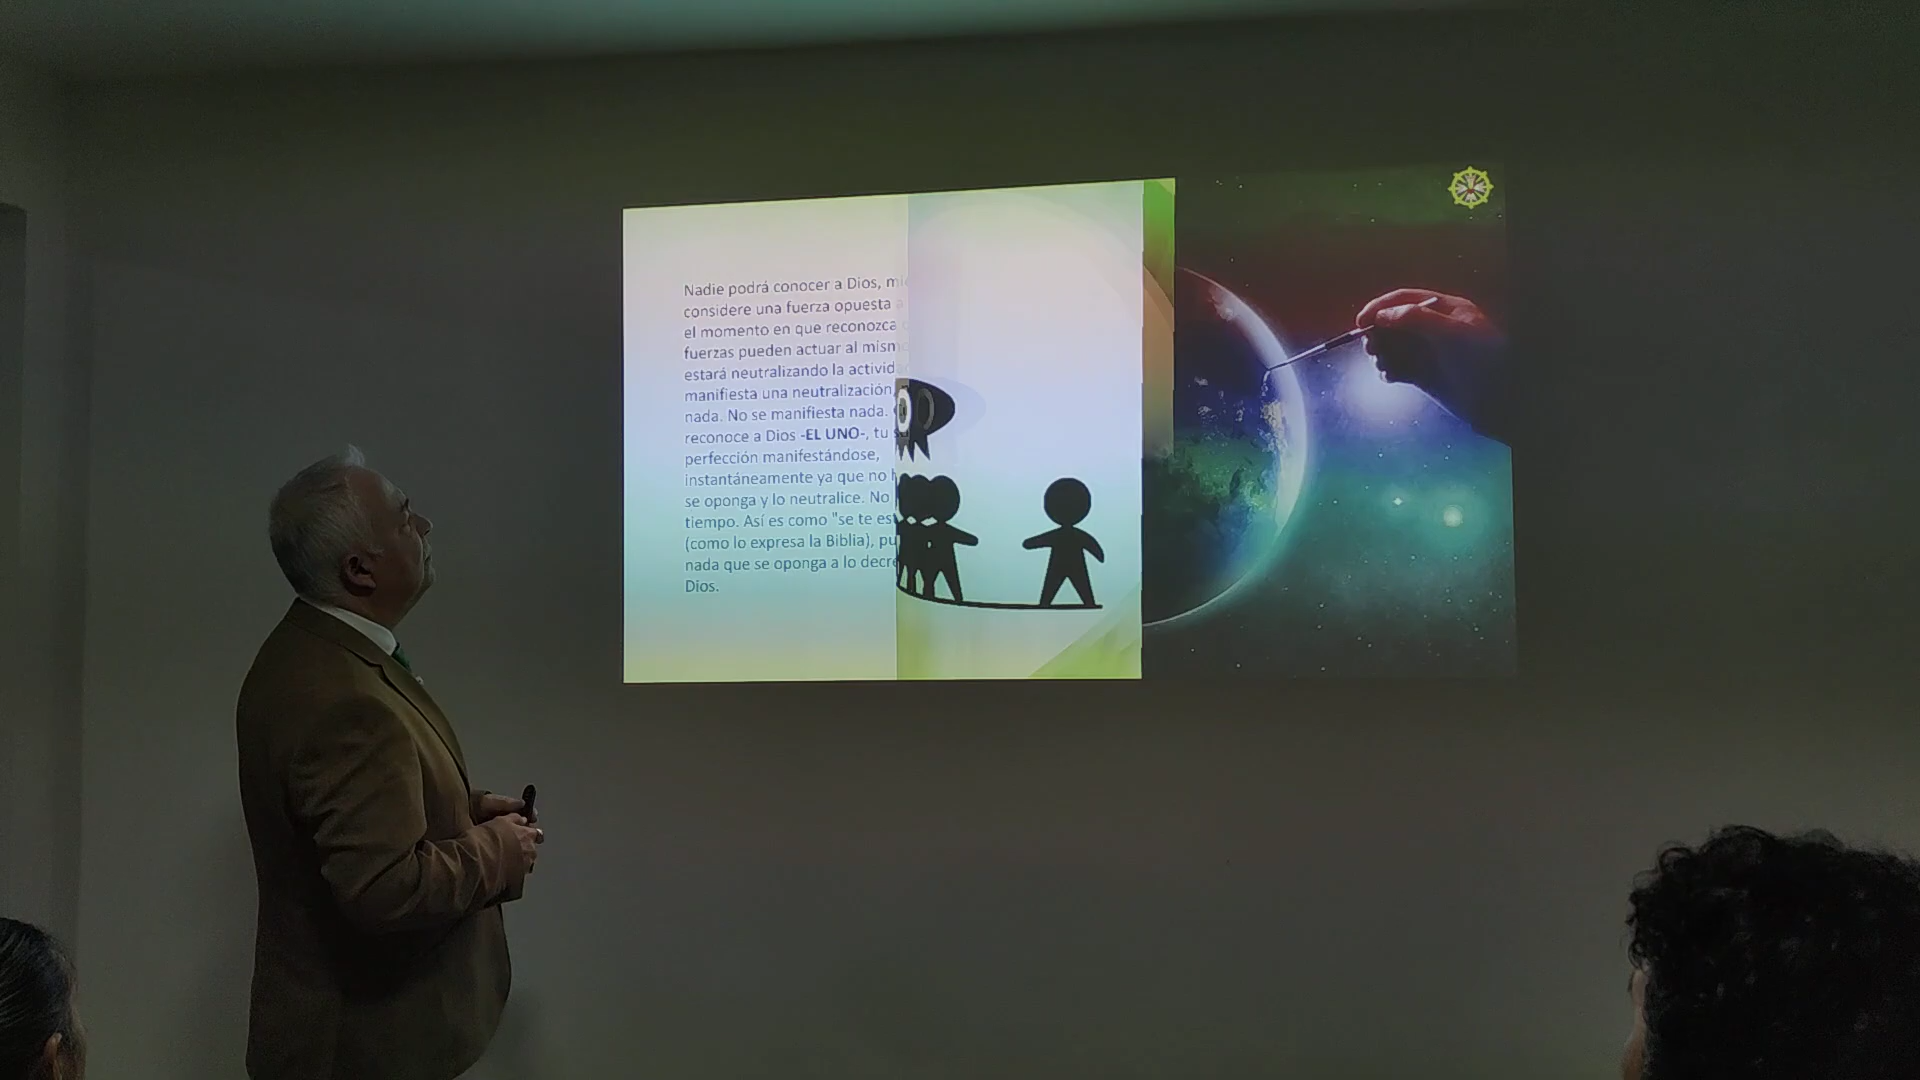 Nadie podrá conocer a Dios,
considere una fuerza opuesta a
el momento en que reconozca
fuerzas pueden actuar al mism
estará neutralizando la activid
manifiesta una neutralización,
nada. No se manifiesta nada.
reconoce a Dios -EL UNO-, tu
perfección manifestándose,
instantáneamente ya que no h
se oponga y lo neutralice. No
tiempo. Así es como "se te es
(como lo expresa la Biblia), pu
nada que se oponga a lo decre
Dios.